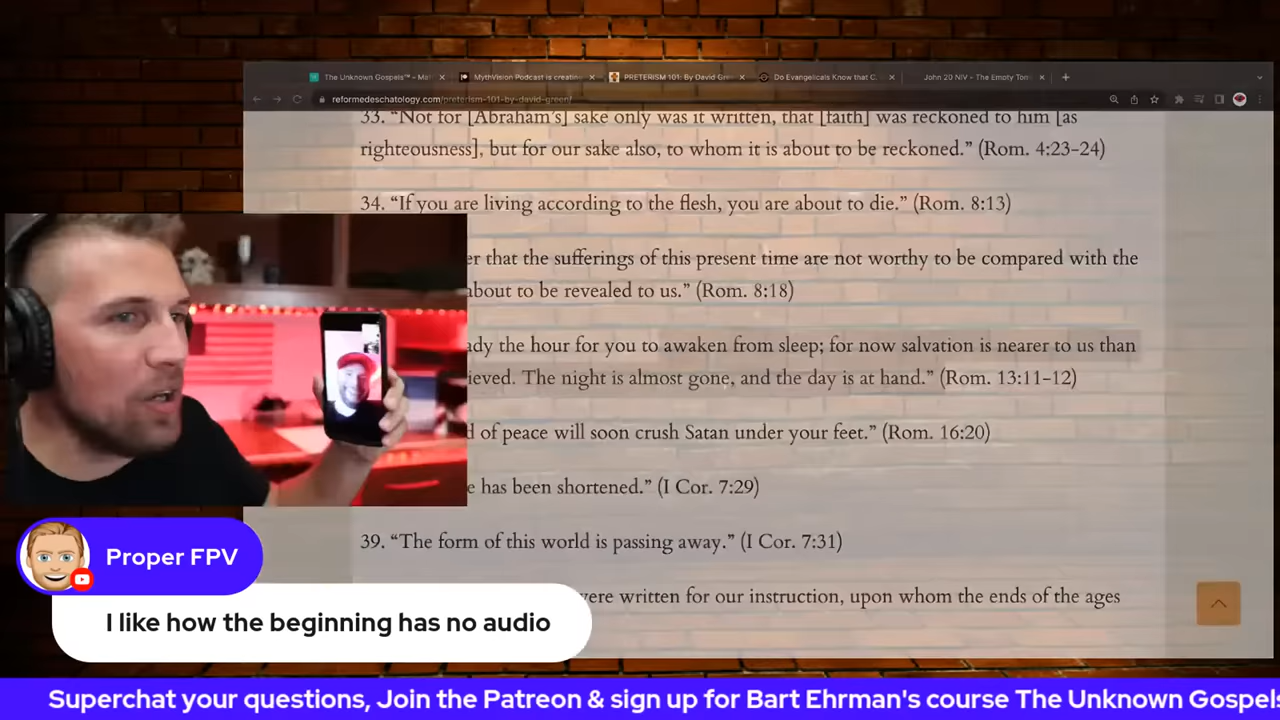 The Unknown Gospels™ – Mat
MythVision Podcast is creating
PRETERISM 101: By David Gre
Do Evangelicals Know that C.
John 20 NIV – The Empty Tom
reformedeschatology.com/preterism-101-by-david-green/
33. “Not for [Abraham’s] sake only was it written, that [faith] was reckoned to him [as
righteousness], but for our sake also, to whom it is about to be reckoned.” (Rom. 4:23-24)
34. “If you are living according to the flesh, you are about to die.” (Rom. 8:13)
er that the sufferings of this present time are not worthy to be compared with the
about to be revealed to us.” (Rom. 8:18)
ady the hour for you to awaken from sleep; for now salvation is nearer to us than
ieved. The night is almost gone, and the day is at hand.” (Rom. 13:11-12)
d of peace will soon crush Satan under your feet.” (Rom. 16:20)
e has been shortened.” (I Cor. 7:29)
39. “The form of this world is passing away.” (I Cor. 7:31)
were written for our instruction, upon whom the ends of the ages
Proper FPV
I like how the beginning has no audio
Superchat your questions, Join the Patreon & sign up for Bart Ehrman's course The Unknown Gospels